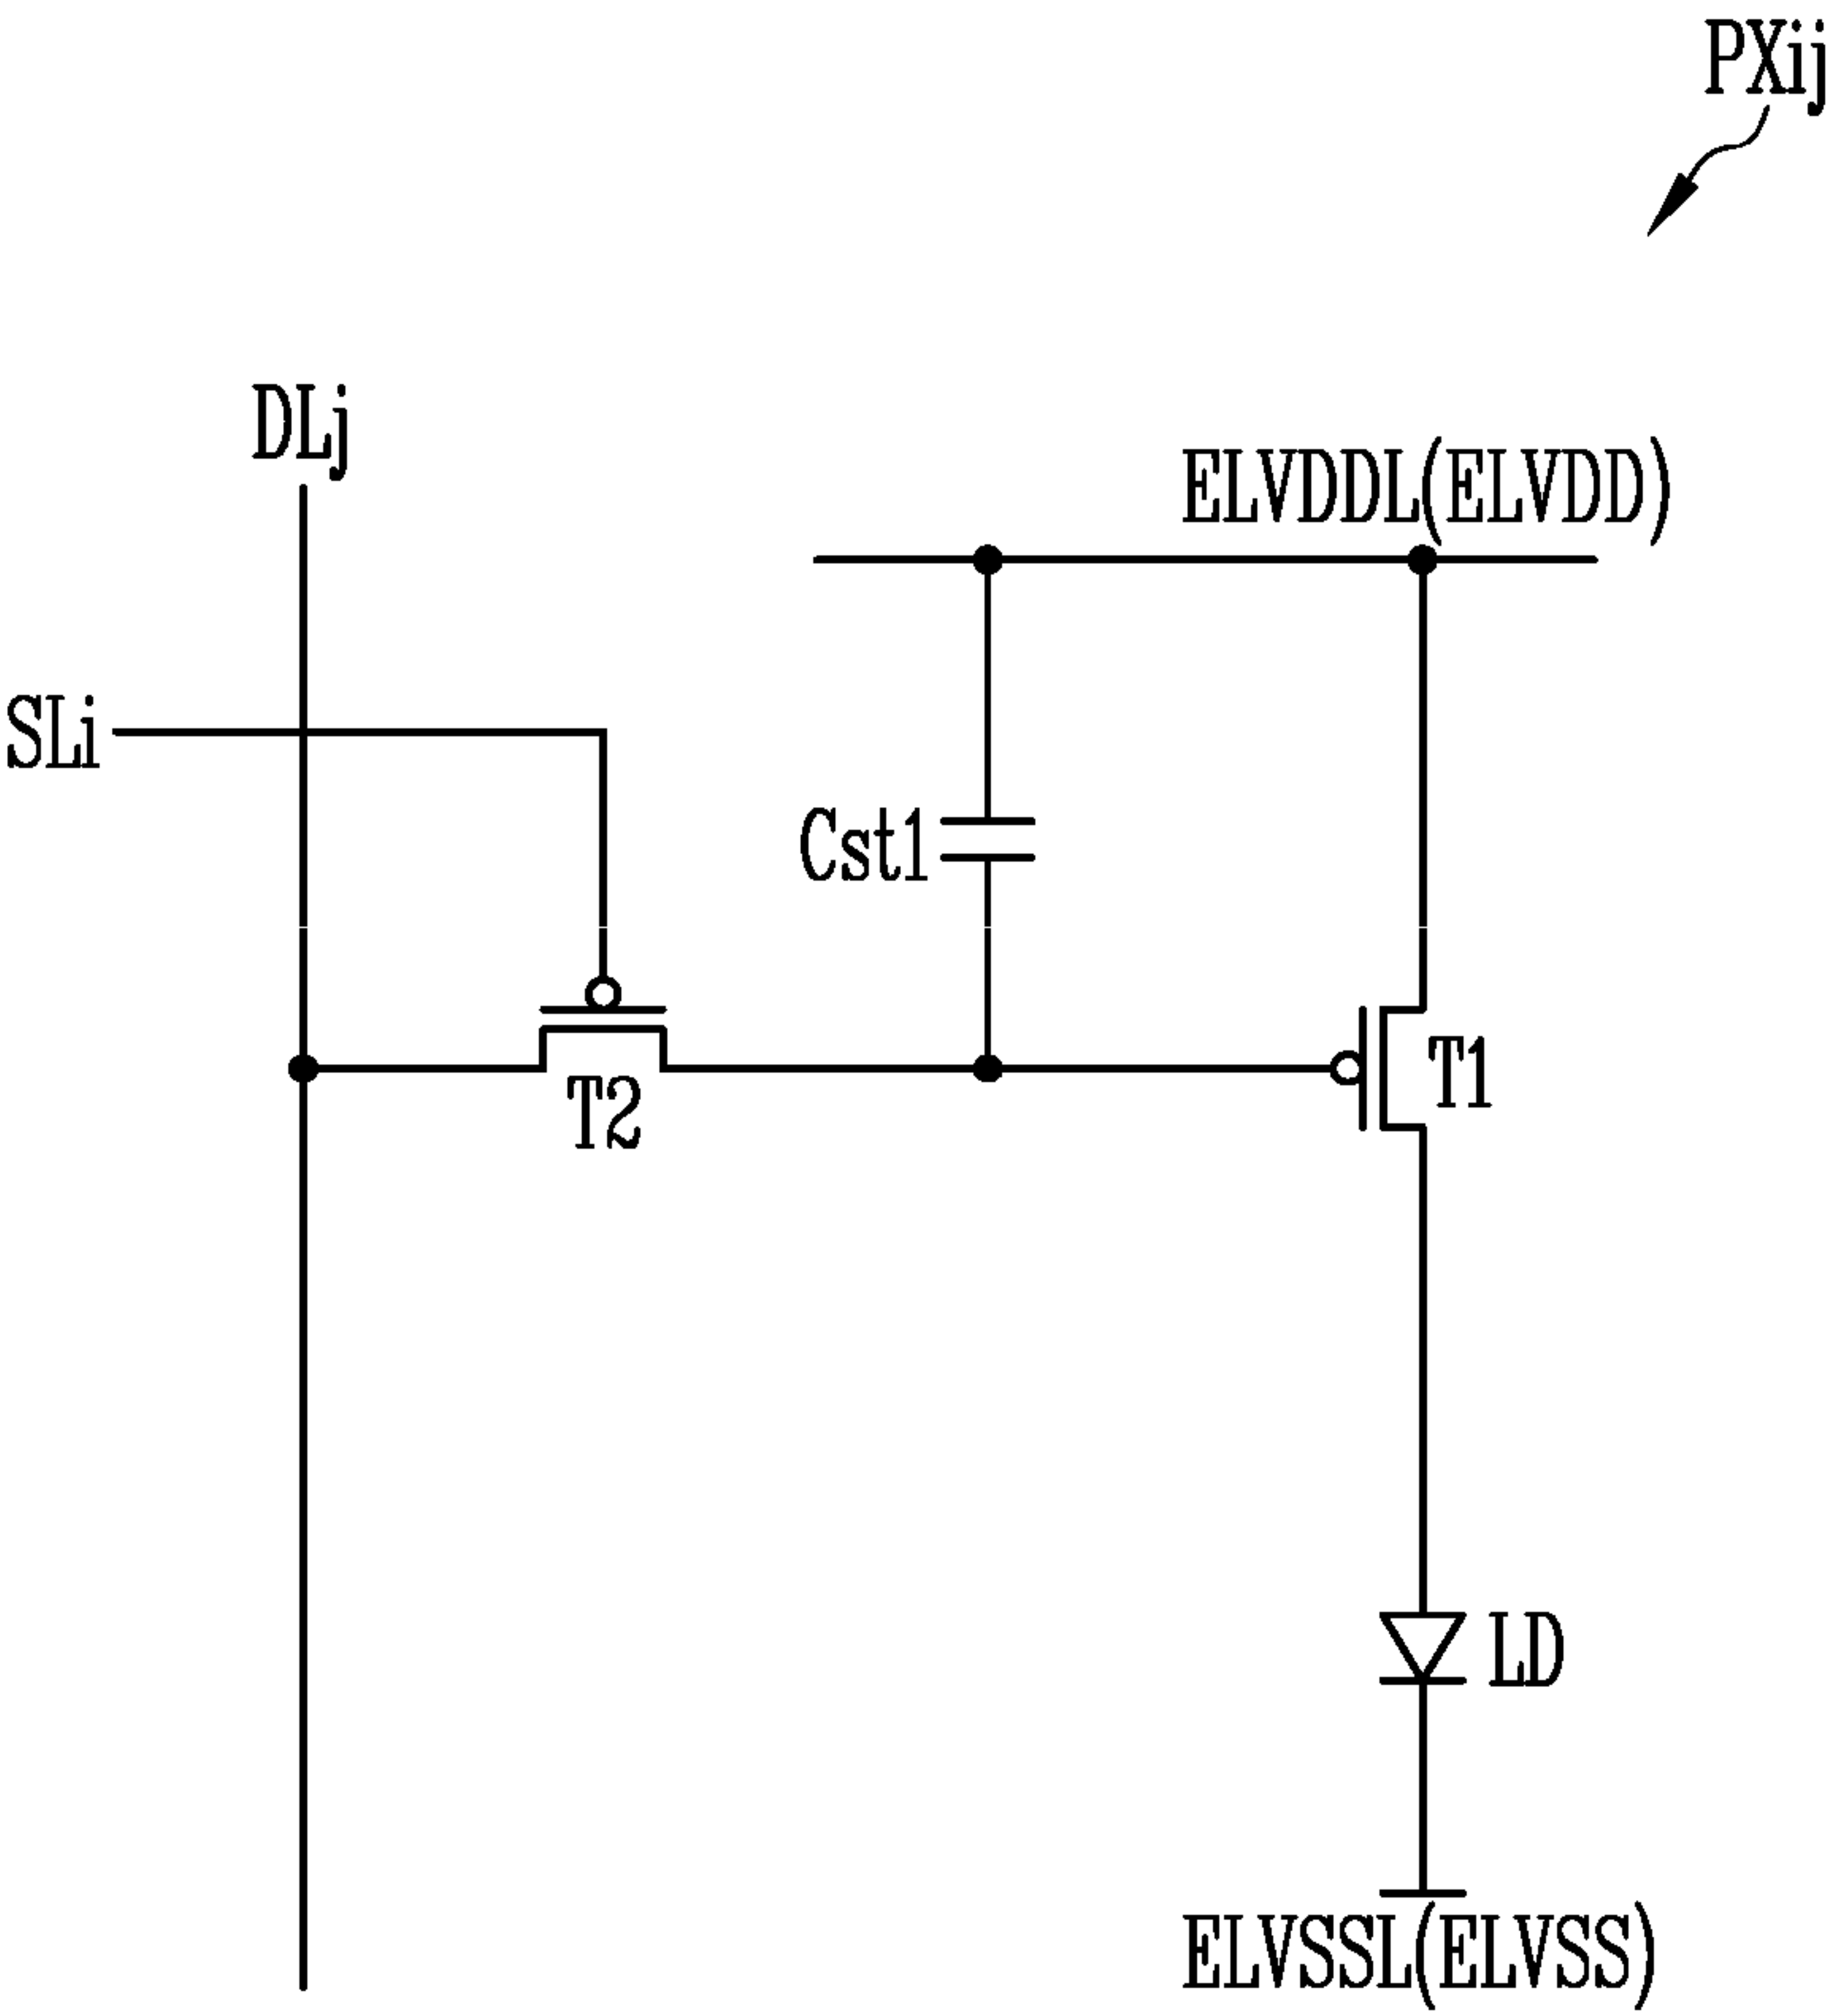 PXij
DLj
ELVDDL(ELVDD)
SLi
Cst1
T1
T2
LD
ELVSSL(ELVSS)